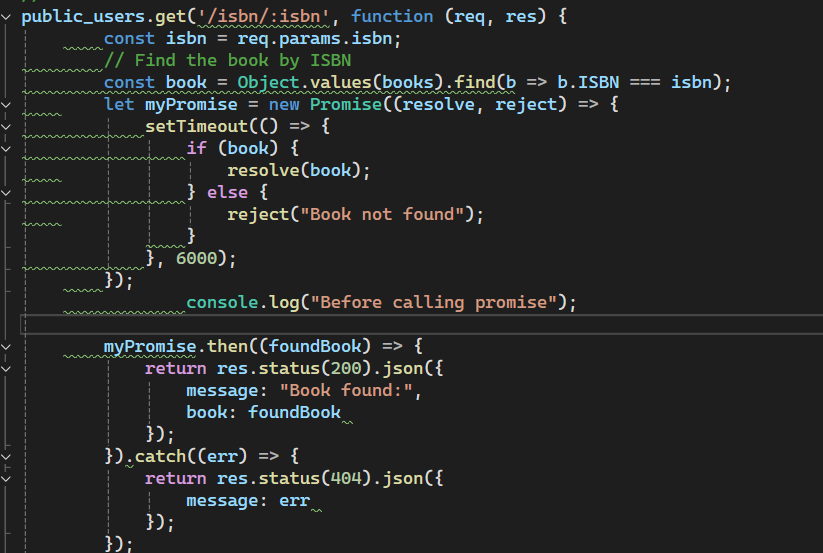 public_users.get('/isbn/:isbn', function (req, res) {
const isbn = req.params.isbn;
// Find the book by ISBN
const book = Object.values(books).find(b => b.ISBN === isbn);
let myPromise = new Promise((resolve, reject) => {
setTimeout(() => {
if (book) {
resolve(book);
} else {
reject("Book not found");
}
}, 6000);
});
console.log("Before calling promise");
myPromise.then((foundBook) => {
return res.status(200).json({
message: "Book found:",
book: foundBook
});
}).catch((err) => {
return res.status(404).json({
message: err
});
});